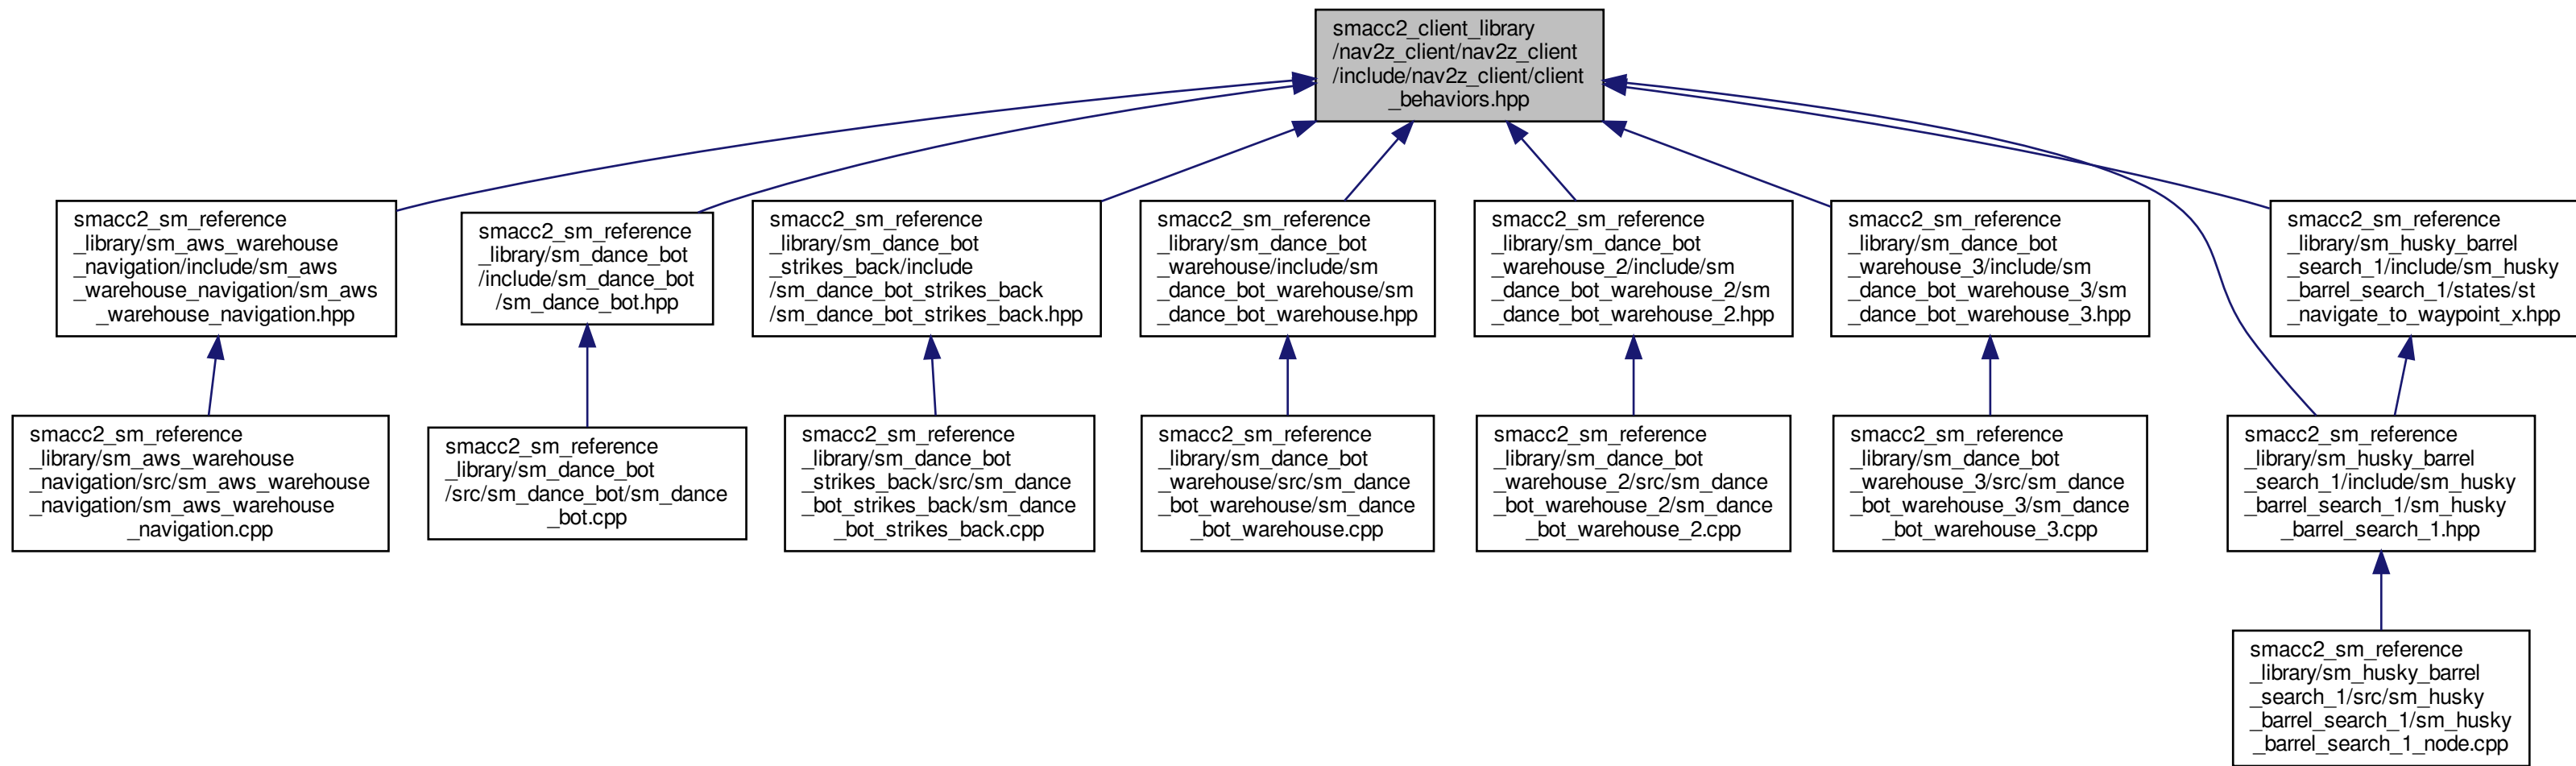 smacc2_client_library
/nav2z_client/nav2z_client
/include/nav2z_client/client
_behaviors.hpp
smacc2_sm_reference
_library/sm_aws_warehouse
_navigation/include/sm_aws
_warehouse_navigation/sm_aws
_warehouse_navigation.hpp
smacc2_sm_reference
_library/sm_dance_bot
/include/sm_dance_bot
/sm_dance_bot.hpp
smacc2_sm_reference
_library/sm_dance_bot
_strikes_back/include
/sm_dance_bot_strikes_back
/sm_dance_bot_strikes_back.hpp
smacc2_sm_reference
_library/sm_dance_bot
_warehouse/include/sm
_dance_bot_warehouse/sm
_dance_bot_warehouse.hpp
smacc2_sm_reference
_library/sm_dance_bot
_warehouse_2/include/sm
_dance_bot_warehouse_2/sm
_dance_bot_warehouse_2.hpp
smacc2_sm_reference
_library/sm_dance_bot
_warehouse_3/include/sm
_dance_bot_warehouse_3/sm
_dance_bot_warehouse_3.hpp
smacc2_sm_reference
_library/sm_husky_barrel
_search_1/include/sm_husky
_barrel_search_1/states/st
_navigate_to_waypoint_x.hpp
smacc2_sm_reference
_library/sm_aws_warehouse
_navigation/src/sm_aws_warehouse
_navigation/sm_aws_warehouse
_navigation.cpp
smacc2_sm_reference
_library/sm_dance_bot
/src/sm_dance_bot/sm_dance
_bot.cpp
smacc2_sm_reference
_library/sm_dance_bot
_strikes_back/src/sm_dance
_bot_strikes_back/sm_dance
_bot_strikes_back.cpp
smacc2_sm_reference
_library/sm_dance_bot
_warehouse/src/sm_dance
_bot_warehouse/sm_dance
_bot_warehouse.cpp
smacc2_sm_reference
_library/sm_dance_bot
_warehouse_2/src/sm_dance
_bot_warehouse_2/sm_dance
_bot_warehouse_2.cpp
smacc2_sm_reference
_library/sm_dance_bot
_warehouse_3/src/sm_dance
_bot_warehouse_3/sm_dance
_bot_warehouse_3.cpp
smacc2_sm_reference
_library/sm_husky_barrel
_search_1/include/sm_husky
_barrel_search_1/sm_husky
_barrel_search_1.hpp
smacc2_sm_reference
_library/sm_husky_barrel
_search_1/src/sm_husky
_barrel_search_1/sm_husky
_barrel_search_1_node.cpp